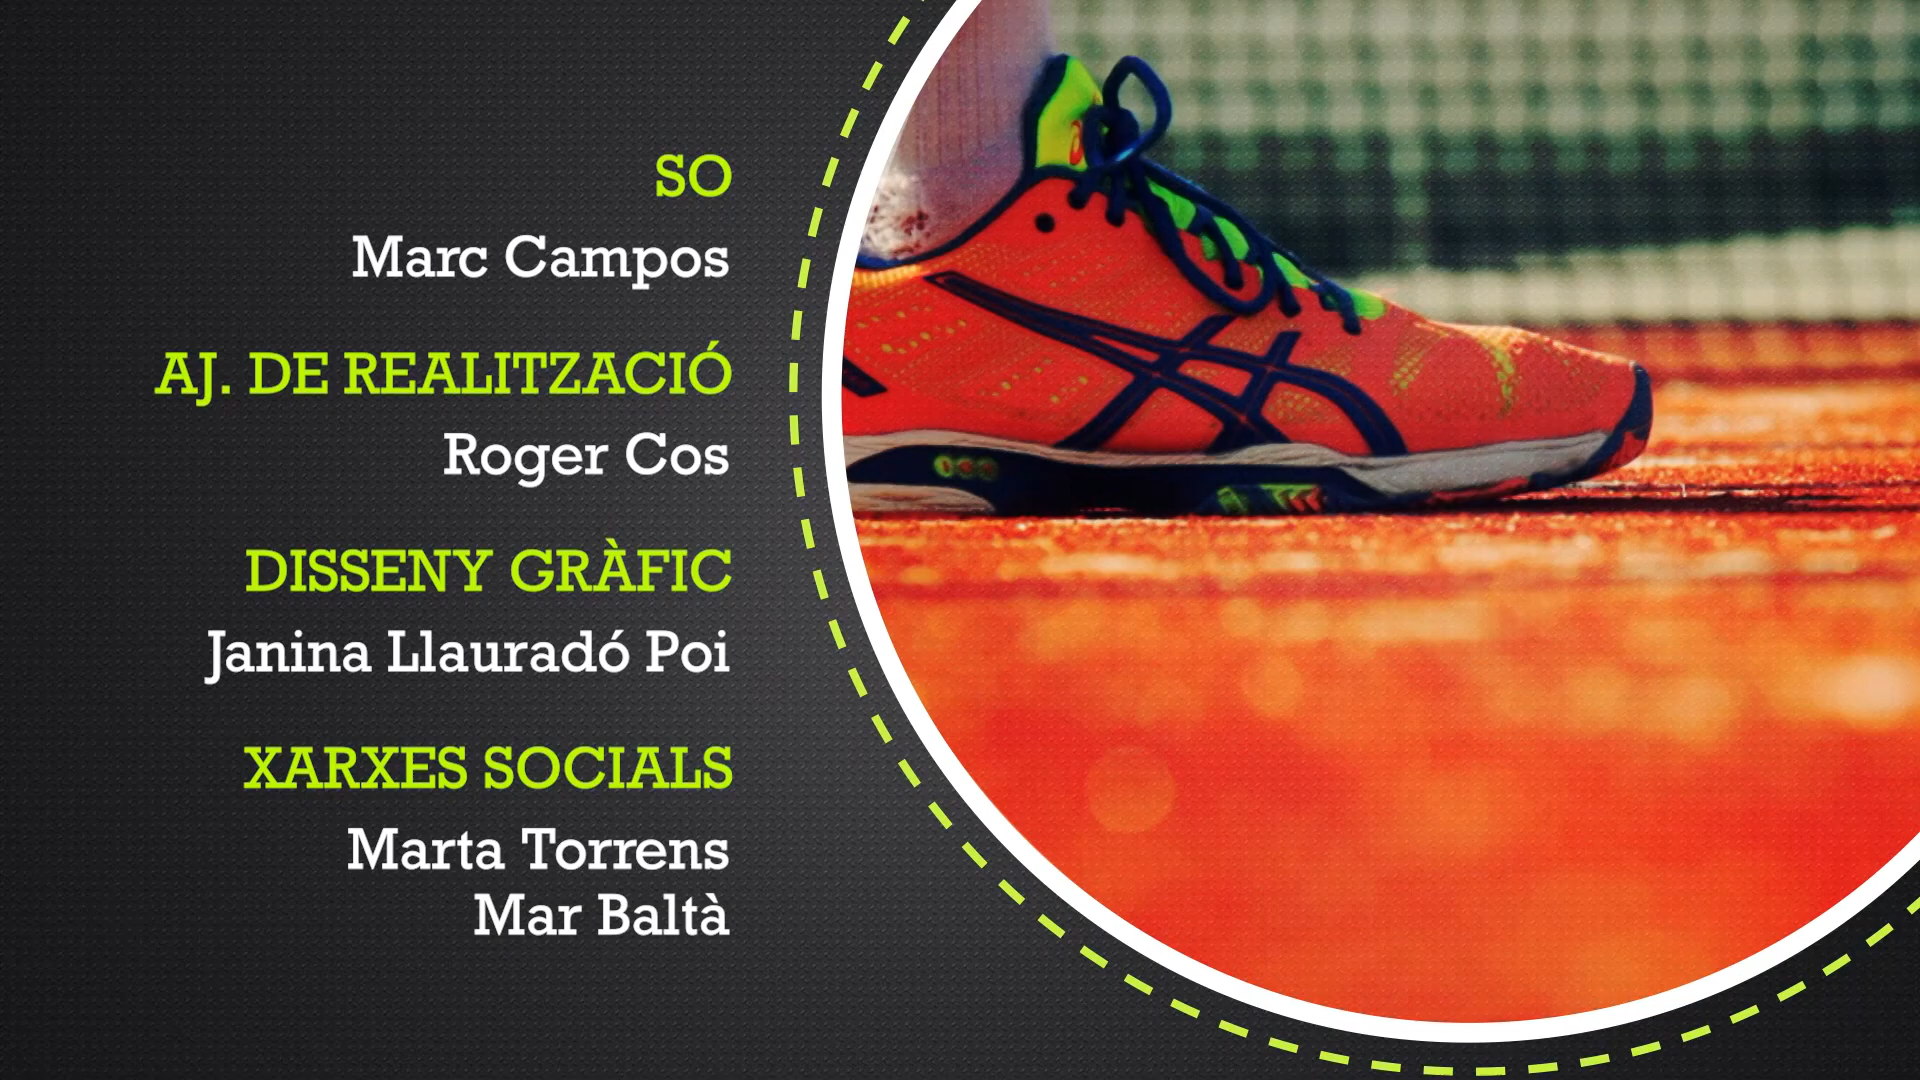 SO
Marc Campos
AJ. DE REALITZACIÓ
Roger Cos
DISSENY GRÀFIC
Janina Llauradó Poi
XARXES SOCIALS
Marta Torrens
Mar Baltà